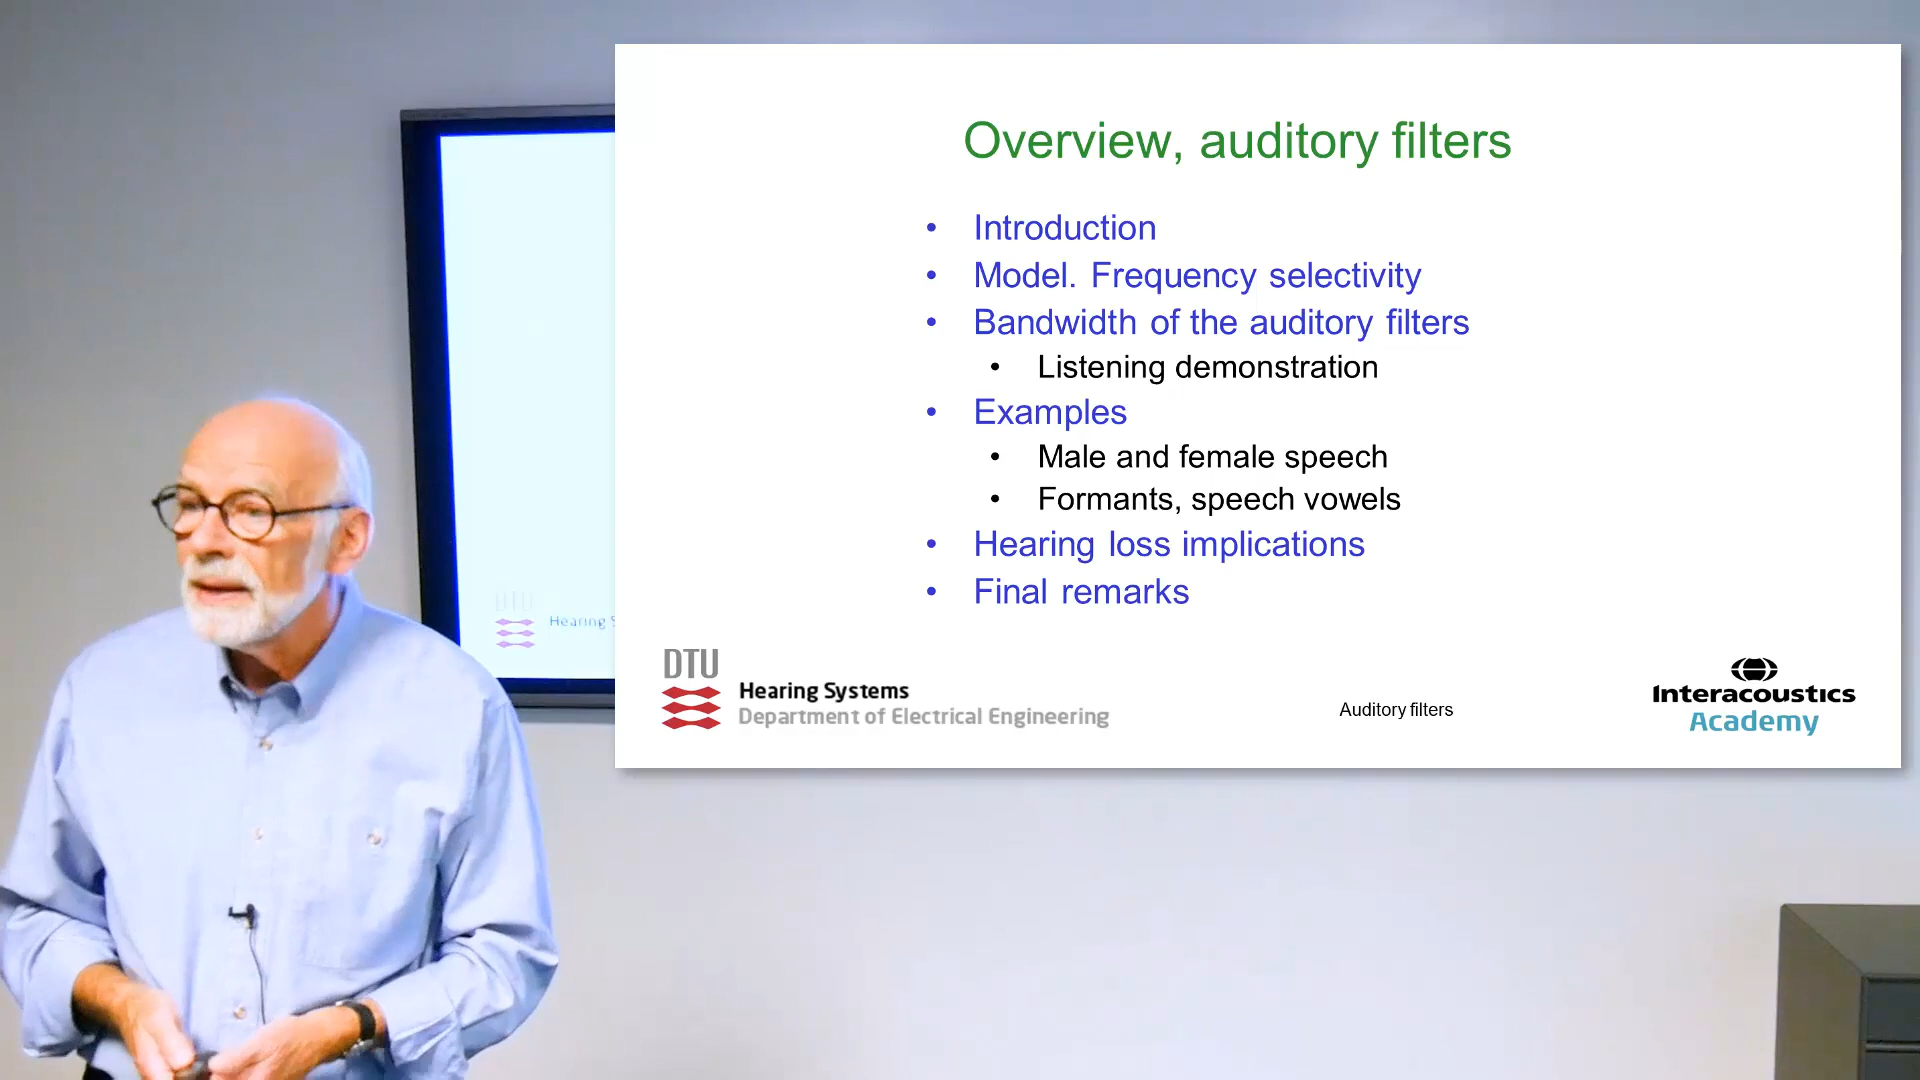 Overview, auditory filters
• Introduction
• Model. Frequency selectivity
• Bandwidth of the auditory filters
• Listening demonstration
• Examples
• Male and female speech
• Formants, speech vowels
• Hearing loss implications
• Final remarks
DTU
Hearing Systems
Department of Electrical Engineering
Auditory filters
Interacoustics
Academy
DTU
Hearing S